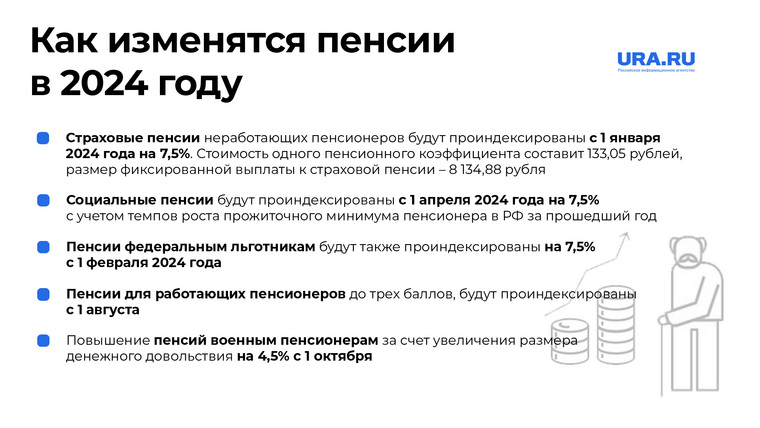 Как изменятся пенсии
в 2024 году
URA.RU
Российское информационное агентство
Страховые пенсии неработающих пенсионеров будут проиндексированы с 1 января
2024 года на 7,5%. Стоимость одного пенсионного коэффициента составит 133,05 рублей,
размер фиксированной выплаты к страховой пенсии – 8 134,88 рубля
Социальные пенсии будут проиндексированы с 1 апреля 2024 года на 7,5%
с учетом темпов роста прожиточного минимума пенсионера в РФ за прошедший год
Пенсии федеральным льготникам будут также проиндексированы на 7,5%
с 1 февраля 2024 года
Пенсии для работающих пенсионеров до трех баллов, будут проиндексированы
с 1 августа
Повышение пенсий военным пенсионерам за счет увеличения размера
денежного довольствия на 4,5% с 1 октября